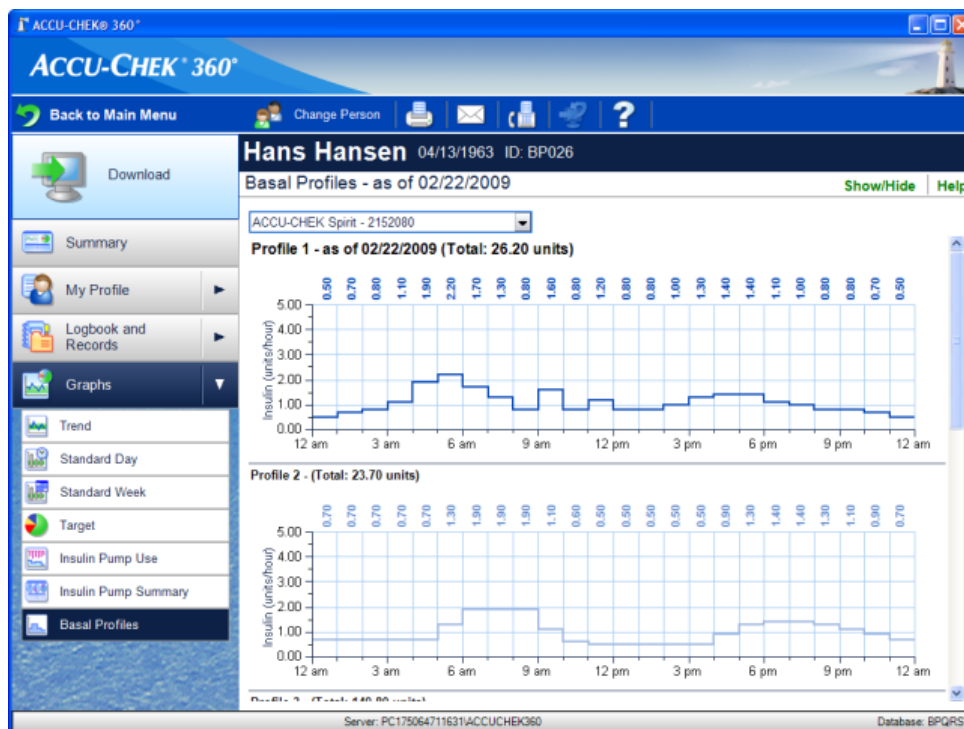 ACCU-CHEK® 360°
ACCU-CHEK® 360°
Back to Main Menu
Change Person
?
Download
Summary
My Profile
Logbook and
Records
Graphs
Trend
Standard Day
Standard Week
Target
Insulin Pump Use
Insulin Pump Summary
Basal Profiles
Hans Hansen 04/13/1963 ID: BP026
Basal Profiles - as of 02/22/2009
Show/Hide Help
ACCU-CHEK Spirit - 2152080
Profile 1 - as of 02/22/2009 (Total: 26.20 units)
0.50 0.70 0.80 1.10 1.90 2.20 1.70 1.30 0.80 1.60 0.80 1.20 0.80 0.80 1.00 1.30 1.40 1.40 1.10 1.00 0.80 0.80 0.70 0.50
Insulin (units/hour)
5.00
4.00
3.00
2.00
1.00
0.00
12 am 3 am 6 am 9 am 12 pm 3 pm 6 pm 9 pm 12 am
Profile 2 - (Total: 23.70 units)
0.70 0.70 0.70 0.70 0.70 1.30 1.90 1.90 1.90 1.10 0.60 0.50 0.50 0.50 0.50 0.50 0.90 1.30 1.40 1.40 1.30 1.10 0.90 0.70
Insulin (units/hour)
5.00
4.00
3.00
2.00
1.00
0.00
12 am 3 am 6 am 9 am 12 pm 3 pm 6 pm 9 pm 12 am
Profile 3 - (Total: 149.80 units)
Server: PC175064711631\ACCUCHEK360
Database: BPQRS